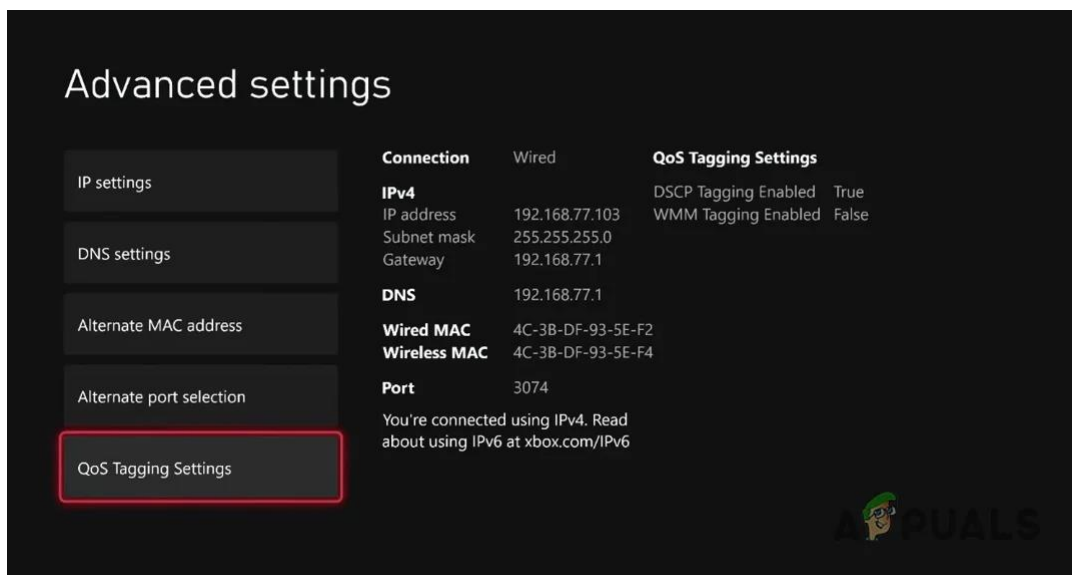 Advanced settings
IP settings
DNS settings
Alternate MAC address
Alternate port selection
QoS Tagging Settings
Connection Wired
IPv4
IP address 192.168.77.103
Subnet mask 255.255.255.0
Gateway 192.168.77.1
DNS 192.168.77.1
Wired MAC 4C-3B-DF-93-5E-F2
Wireless MAC 4C-3B-DF-93-5E-F4
Port 3074
You're connected using IPv4. Read
about using IPv6 at xbox.com/IPv6
QoS Tagging Settings
DSCP Tagging Enabled True
WMM Tagging Enabled False
APPUALS